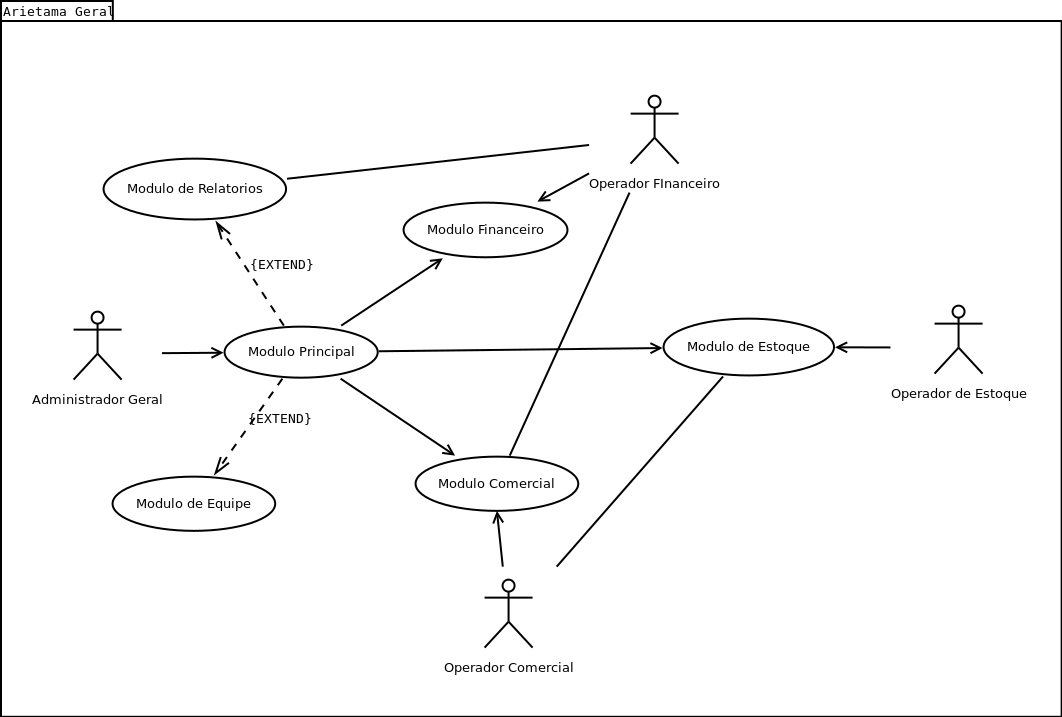 Arietama Geral
Operador FInanceiro
Modulo de Relatorios
Modulo Financeiro
{EXTEND}
Modulo Principal
Modulo de Estoque
Administrador Geral
Operador de Estoque
{EXTEND}
Modulo Comercial
Modulo de Equipe
Operador Comercial